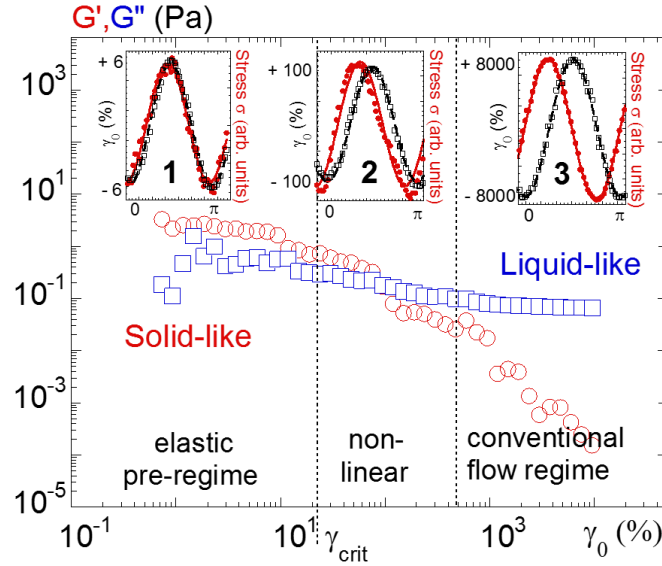 G',G'' (Pa)
10³
10¹
10⁻¹
10⁻³
10⁻⁵
+ 6
γ₀ (%)
- 6
1
0
π
Stress σ (arb. units)
+ 100
γ₀ (%)
- 100
2
0
π
Stress σ (arb. units)
+ 8000
γ₀ (%)
- 8000
3
0
π
Stress σ (arb. units)
Liquid-like
Solid-like
elastic
pre-regime
non-
linear
conventional
flow regime
10⁻¹
10¹
γcrit
10³
γ₀ (%)